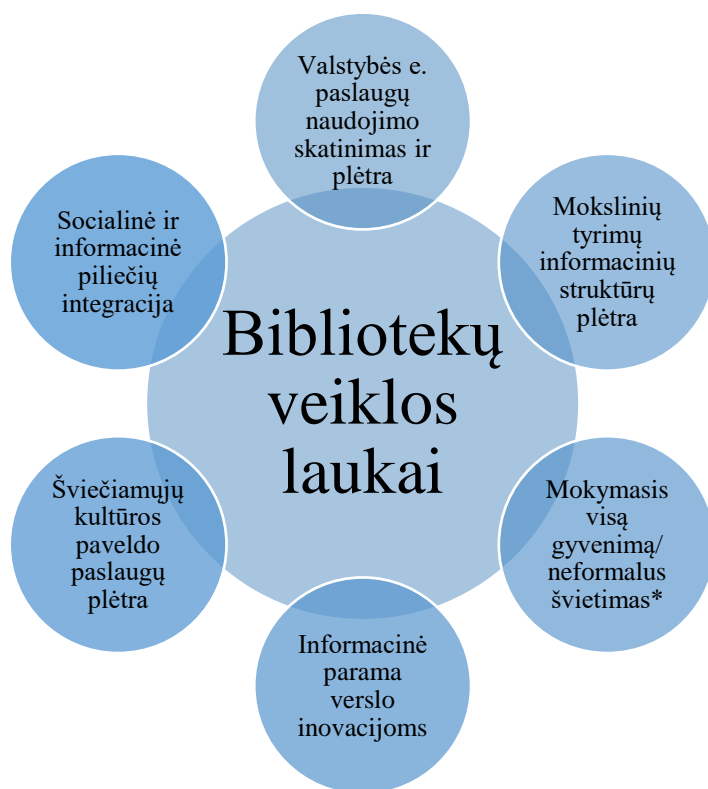 Valstybės e.
paslaugų
naudojimo
skatinimas ir
plėtra
Mokslinių
tyrimų
informacinių
struktūrų
plėtra
Mokymasis
visą
gyvenimą/
neformalus
švietimas*
Informacinė
parama
verslo
inovacijoms
Šviečiamųjų
kultūros
paveldo
paslaugų
plėtra
Socialinė ir
informacinė
piliečių
integracija
Bibliotekų
veiklos
laukai